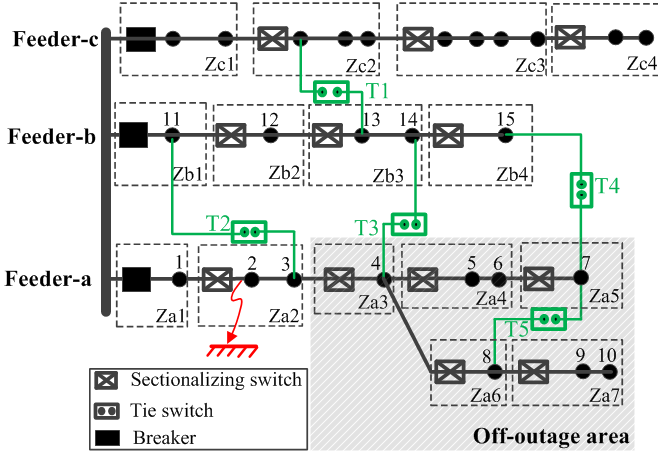 Feeder-c
Zc1
Zc2
Zc3
Zc4
T1
Feeder-b
11
12
13
14
15
Zb1
Zb2
Zb3
Zb4
T2
T3
T4
Feeder-a
1
2
3
4
5
6
7
Za1
Za2
Za3
Za4
Za5
T5
8
9
10
Za6
Za7
Sectionalizing switch
Tie switch
Breaker
Off-outage area